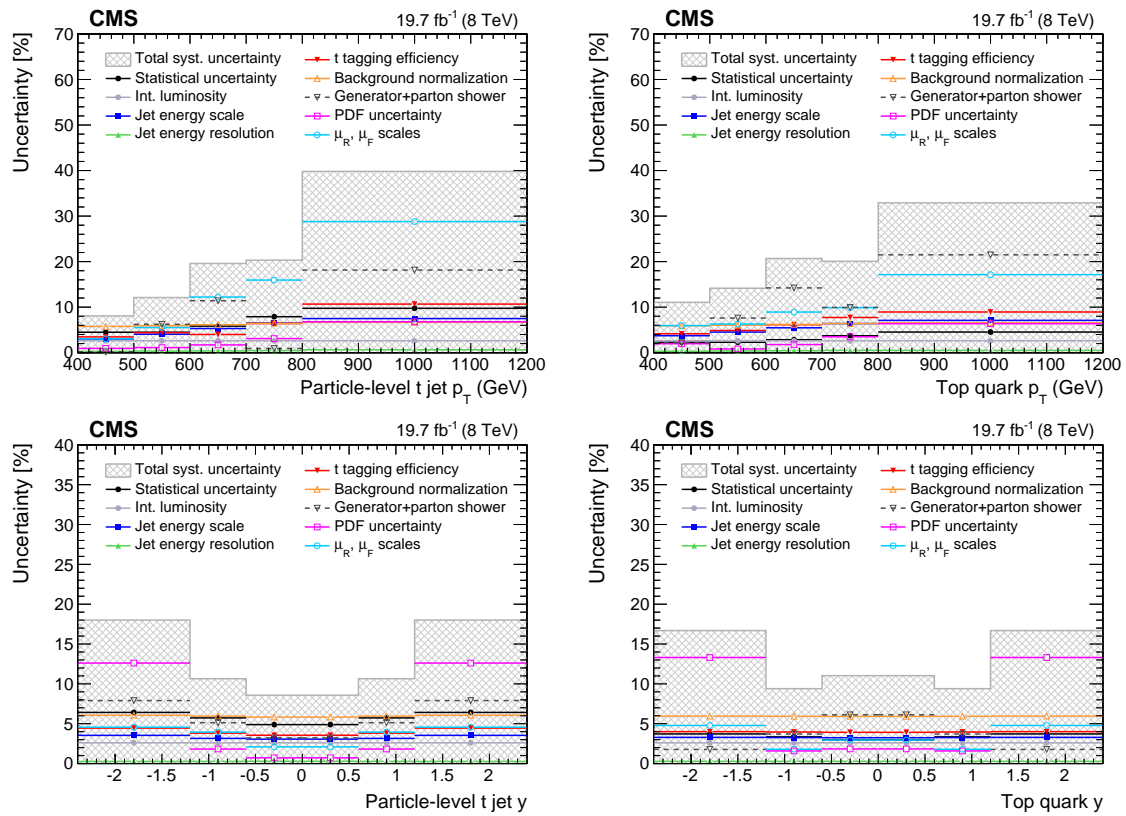 CMS 19.7 fb⁻¹ (8 TeV)
Uncertainty [%]
70
60
50
40
30
20
10
0
Total syst. uncertainty
Statistical uncertainty
Int. luminosity
Jet energy scale
Jet energy resolution
t tagging efficiency
Background normalization
Generator+parton shower
PDF uncertainty
μ_R, μ_F scales
400 500 600 700 800 900 1000 1100 1200
Particle-level t jet p_T (GeV)
CMS 19.7 fb⁻¹ (8 TeV)
Uncertainty [%]
70
60
50
40
30
20
10
0
Total syst. uncertainty
Statistical uncertainty
Int. luminosity
Jet energy scale
Jet energy resolution
t tagging efficiency
Background normalization
Generator+parton shower
PDF uncertainty
μ_R, μ_F scales
400 500 600 700 800 900 1000 1100 1200
Top quark p_T (GeV)
CMS 19.7 fb⁻¹ (8 TeV)
Uncertainty [%]
40
35
30
25
20
15
10
5
0
Total syst. uncertainty
Statistical uncertainty
Int. luminosity
Jet energy scale
Jet energy resolution
t tagging efficiency
Background normalization
Generator+parton shower
PDF uncertainty
μ_R, μ_F scales
-2 -1.5 -1 -0.5 0 0.5 1 1.5 2
Particle-level t jet y
CMS 19.7 fb⁻¹ (8 TeV)
Uncertainty [%]
40
35
30
25
20
15
10
5
0
Total syst. uncertainty
Statistical uncertainty
Int. luminosity
Jet energy scale
Jet energy resolution
t tagging efficiency
Background normalization
Generator+parton shower
PDF uncertainty
μ_R, μ_F scales
-2 -1.5 -1 -0.5 0 0.5 1 1.5 2
Top quark y